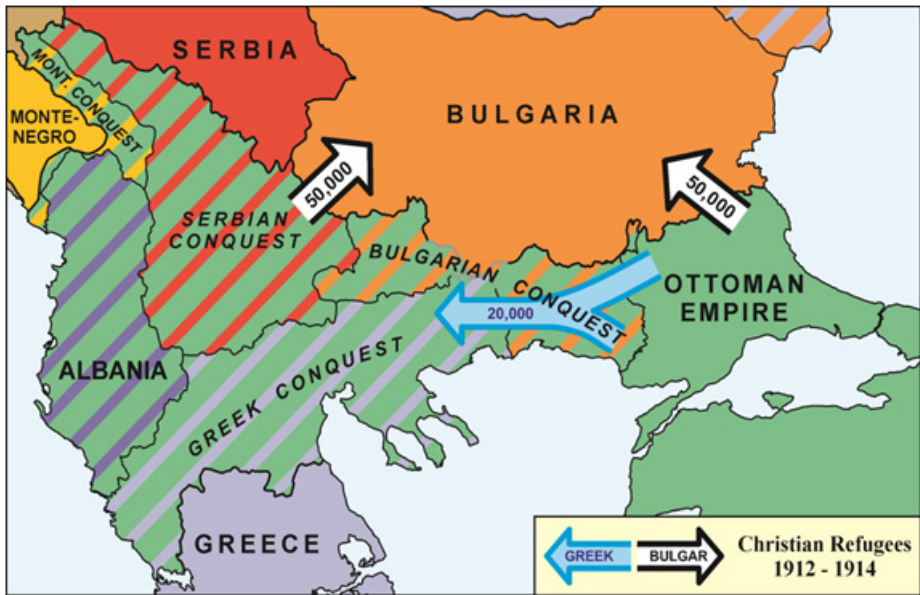 SERBIA
BULGARIA
MONT. CONQUEST
MONTE-
NEGRO
50,000
50,000
SERBIAN
CONQUEST
BULGARIAN
CONQUEST
OTTOMAN
EMPIRE
20,000
ALBANIA
GREEK CONQUEST
GREECE
GREEK
BULGAR
Christian Refugees
1912 - 1914